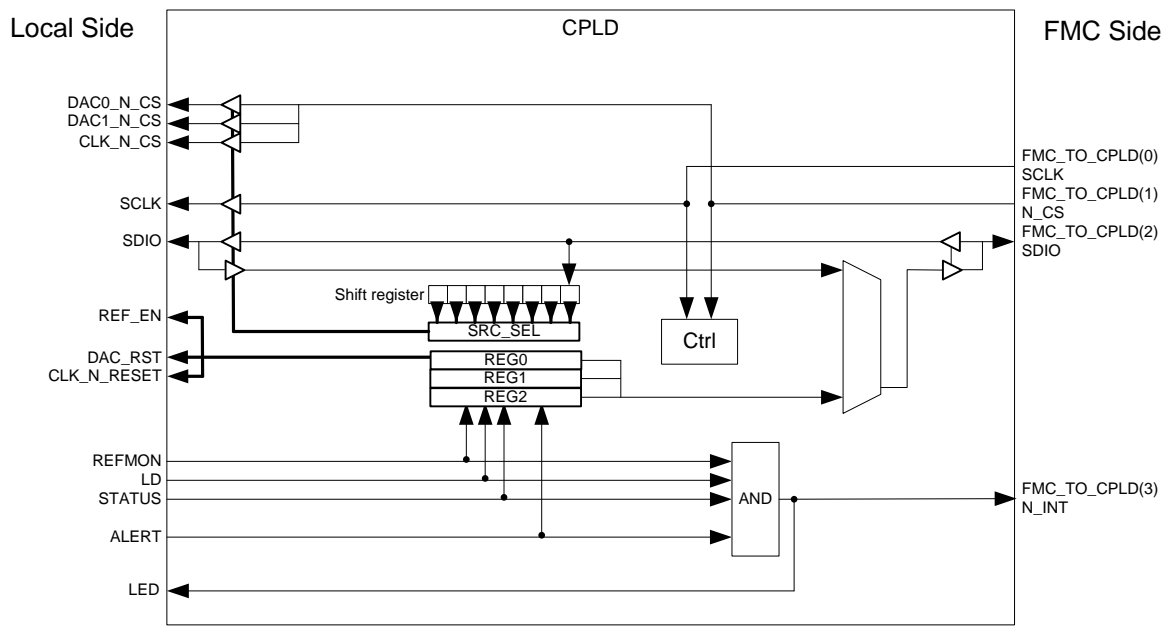 Local Side
CPLD
FMC Side
DAC0_N_CS
DAC1_N_CS
CLK_N_CS
FMC_TO_CPLD(0)
SCLK
SCLK
FMC_TO_CPLD(1)
N_CS
SDIO
FMC_TO_CPLD(2)
SDIO
Shift register
REF_EN
SRC_SEL
Ctrl
DAC_RST
REG0
CLK_N_RESET
REG1
REG2
REFMON
LD
STATUS
AND
FMC_TO_CPLD(3)
N_INT
ALERT
LED